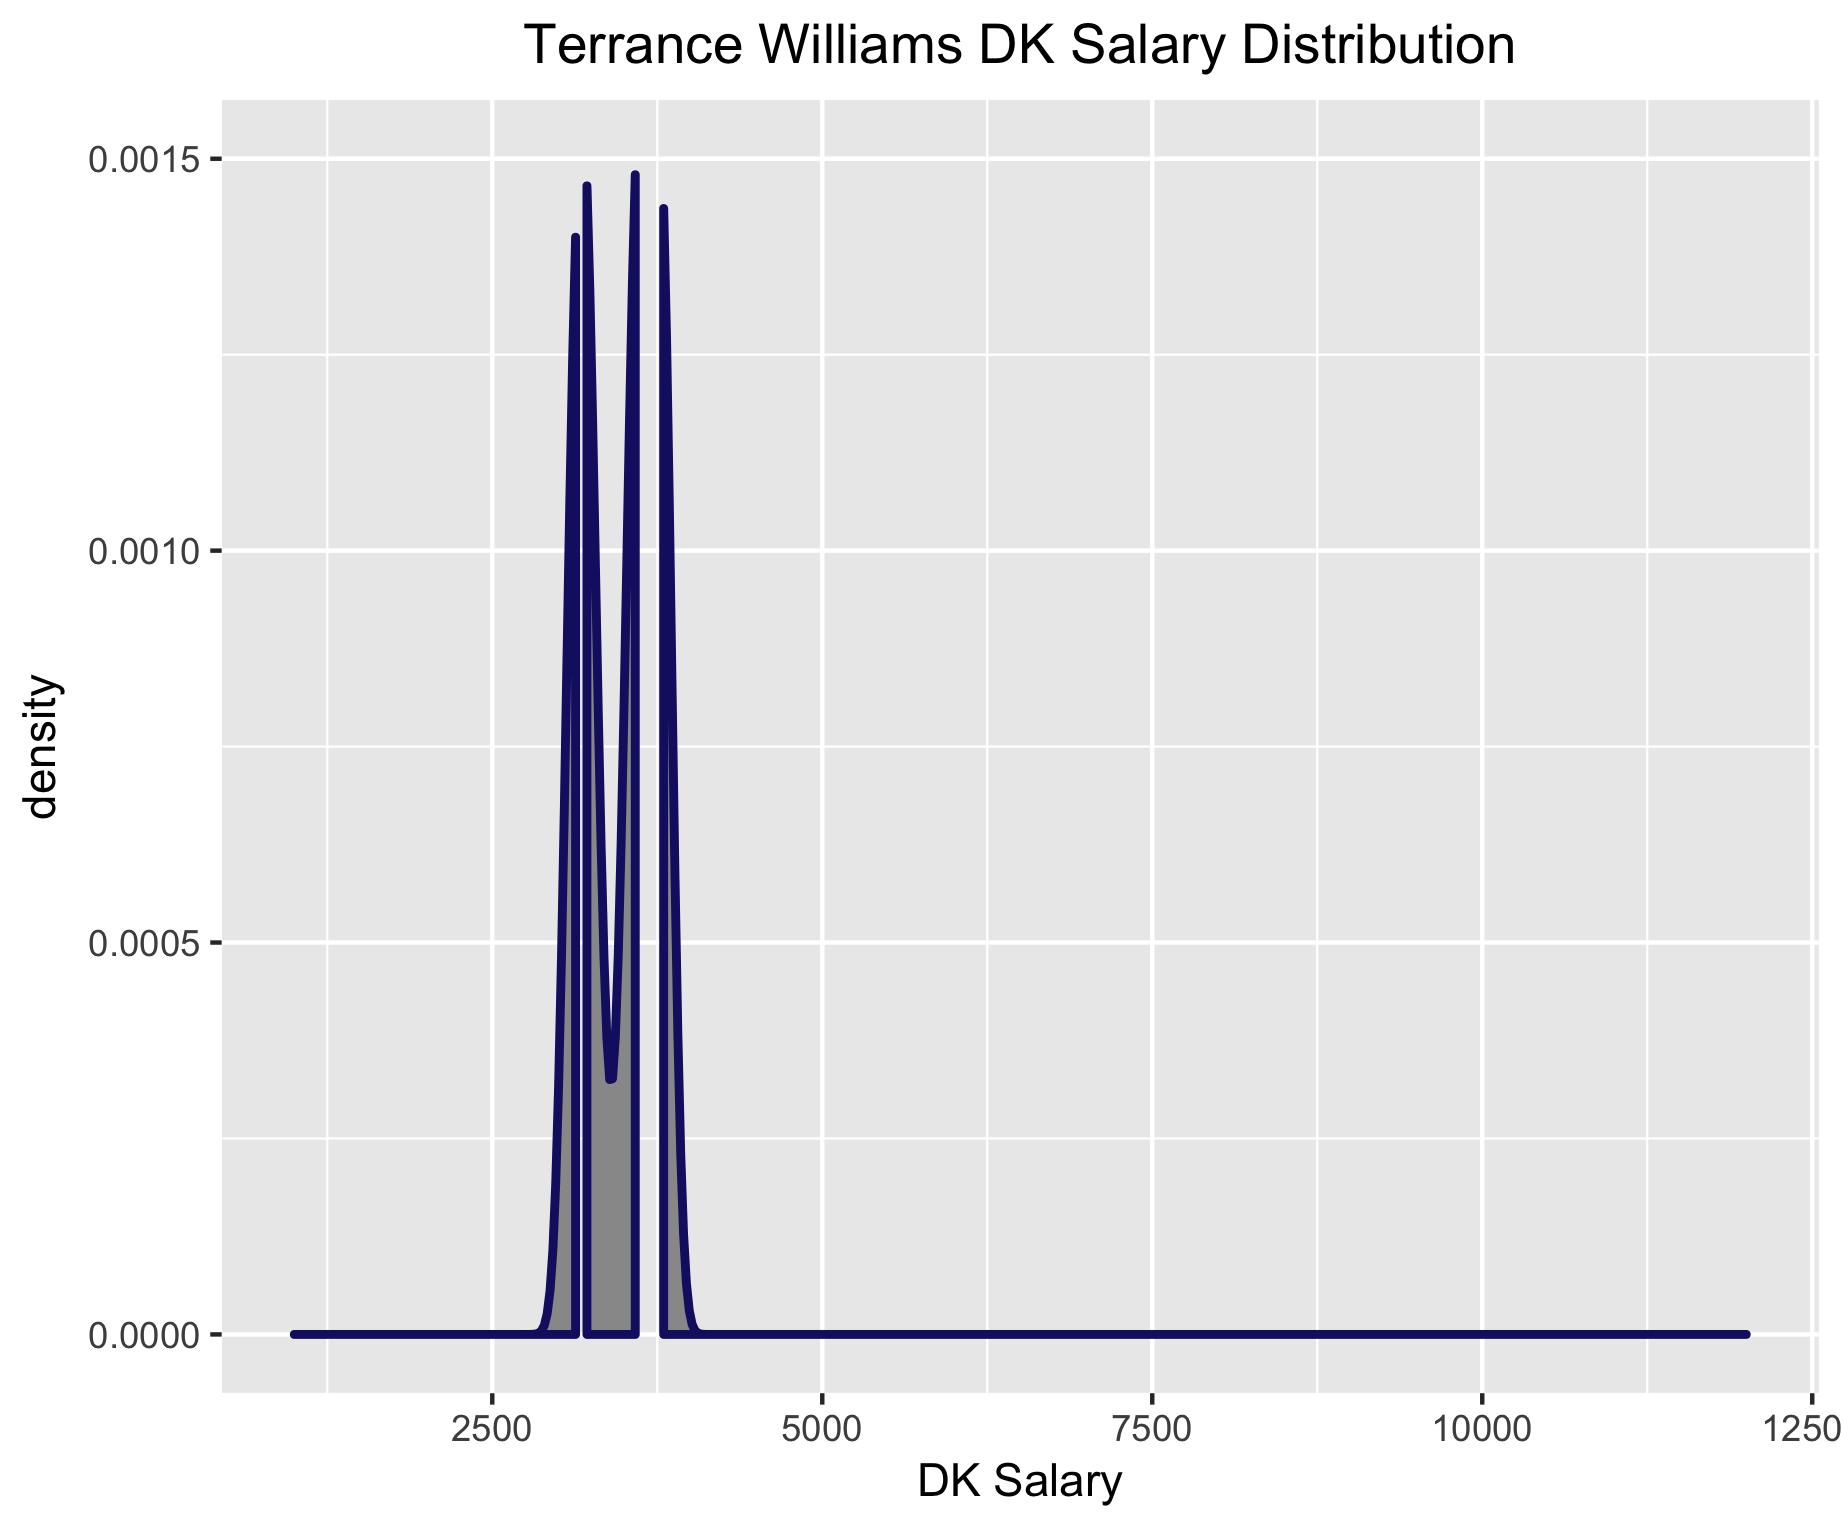 Terrance Williams DK Salary Distribution
0.0015
0.0010
0.0005
0.0000
density
2500 5000 7500 10000 1250
DK Salary